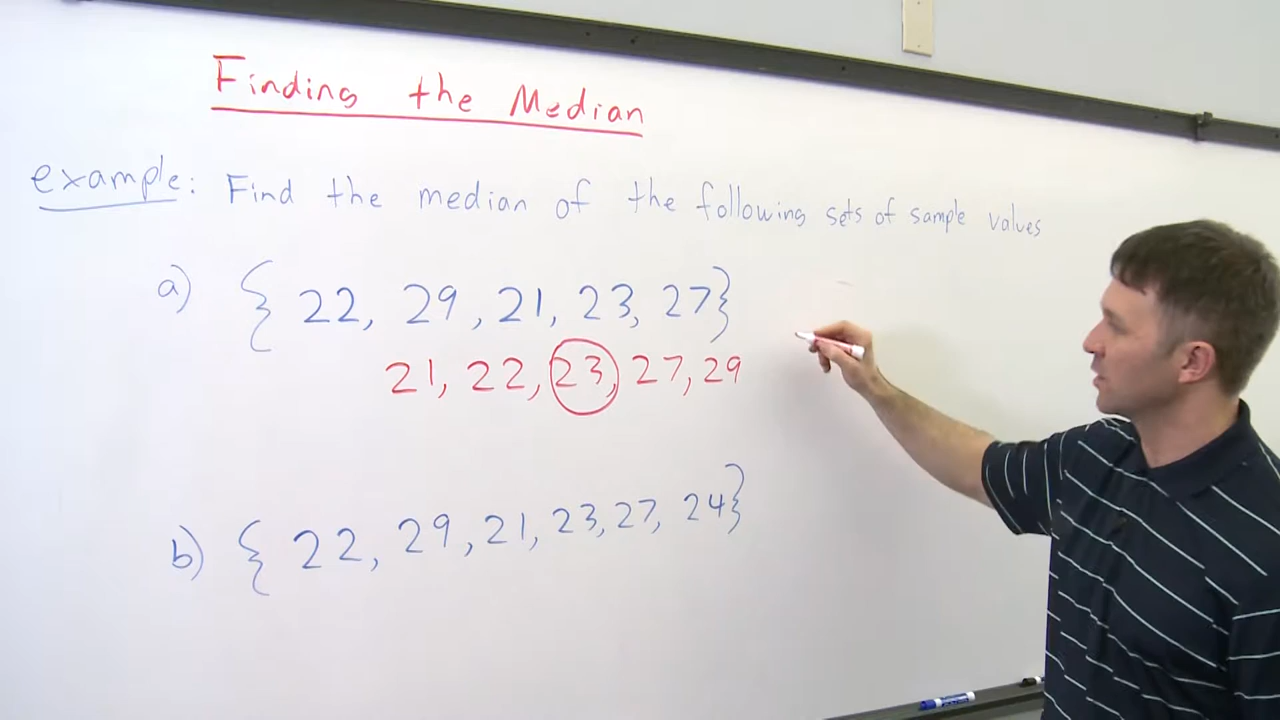 Finding the Median
example: Find the median of the following sets of sample values
a) { 22, 29, 21, 23, 27}
21, 22, 23, 27, 29
b) { 22, 29, 21, 23, 27, 24}